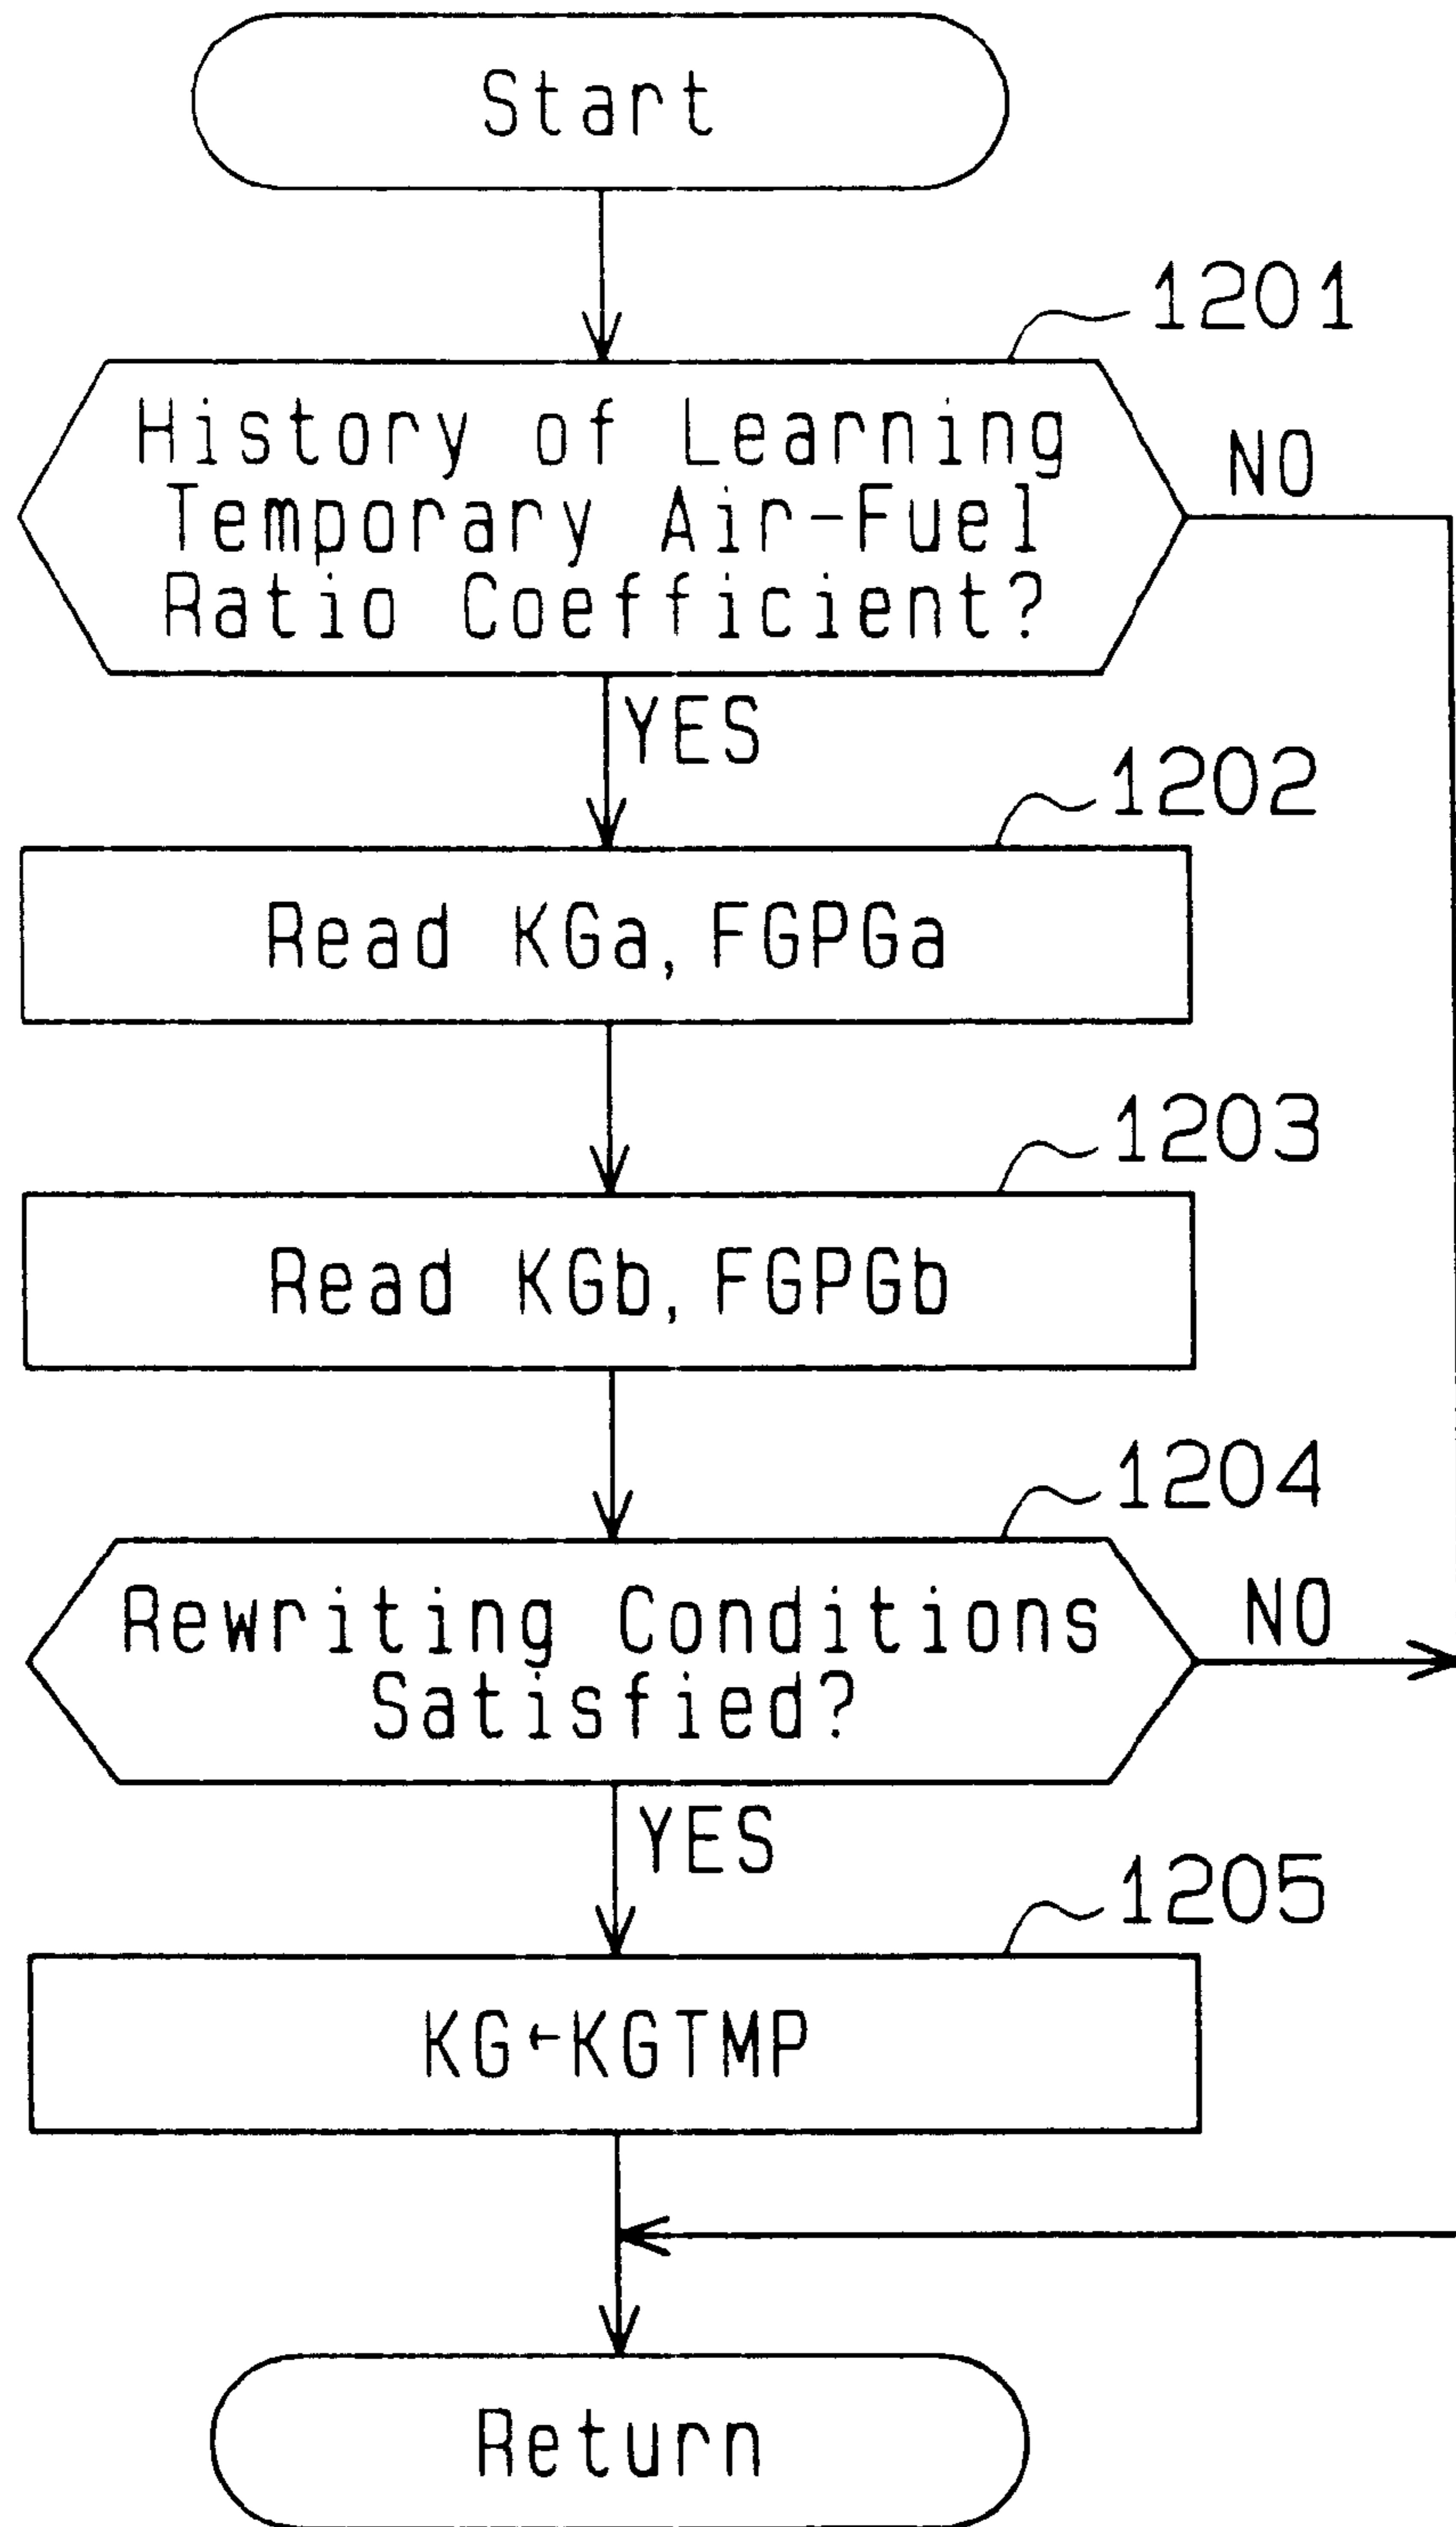 Start
1201
History of Learning
Temporary Air-Fuel
Ratio Coefficient?
NO
YES
1202
Read KGa, FGPGa
1203
Read KGb, FGPGb
1204
Rewriting Conditions
Satisfied?
NO
YES
1205
KG←KGTMP
Return